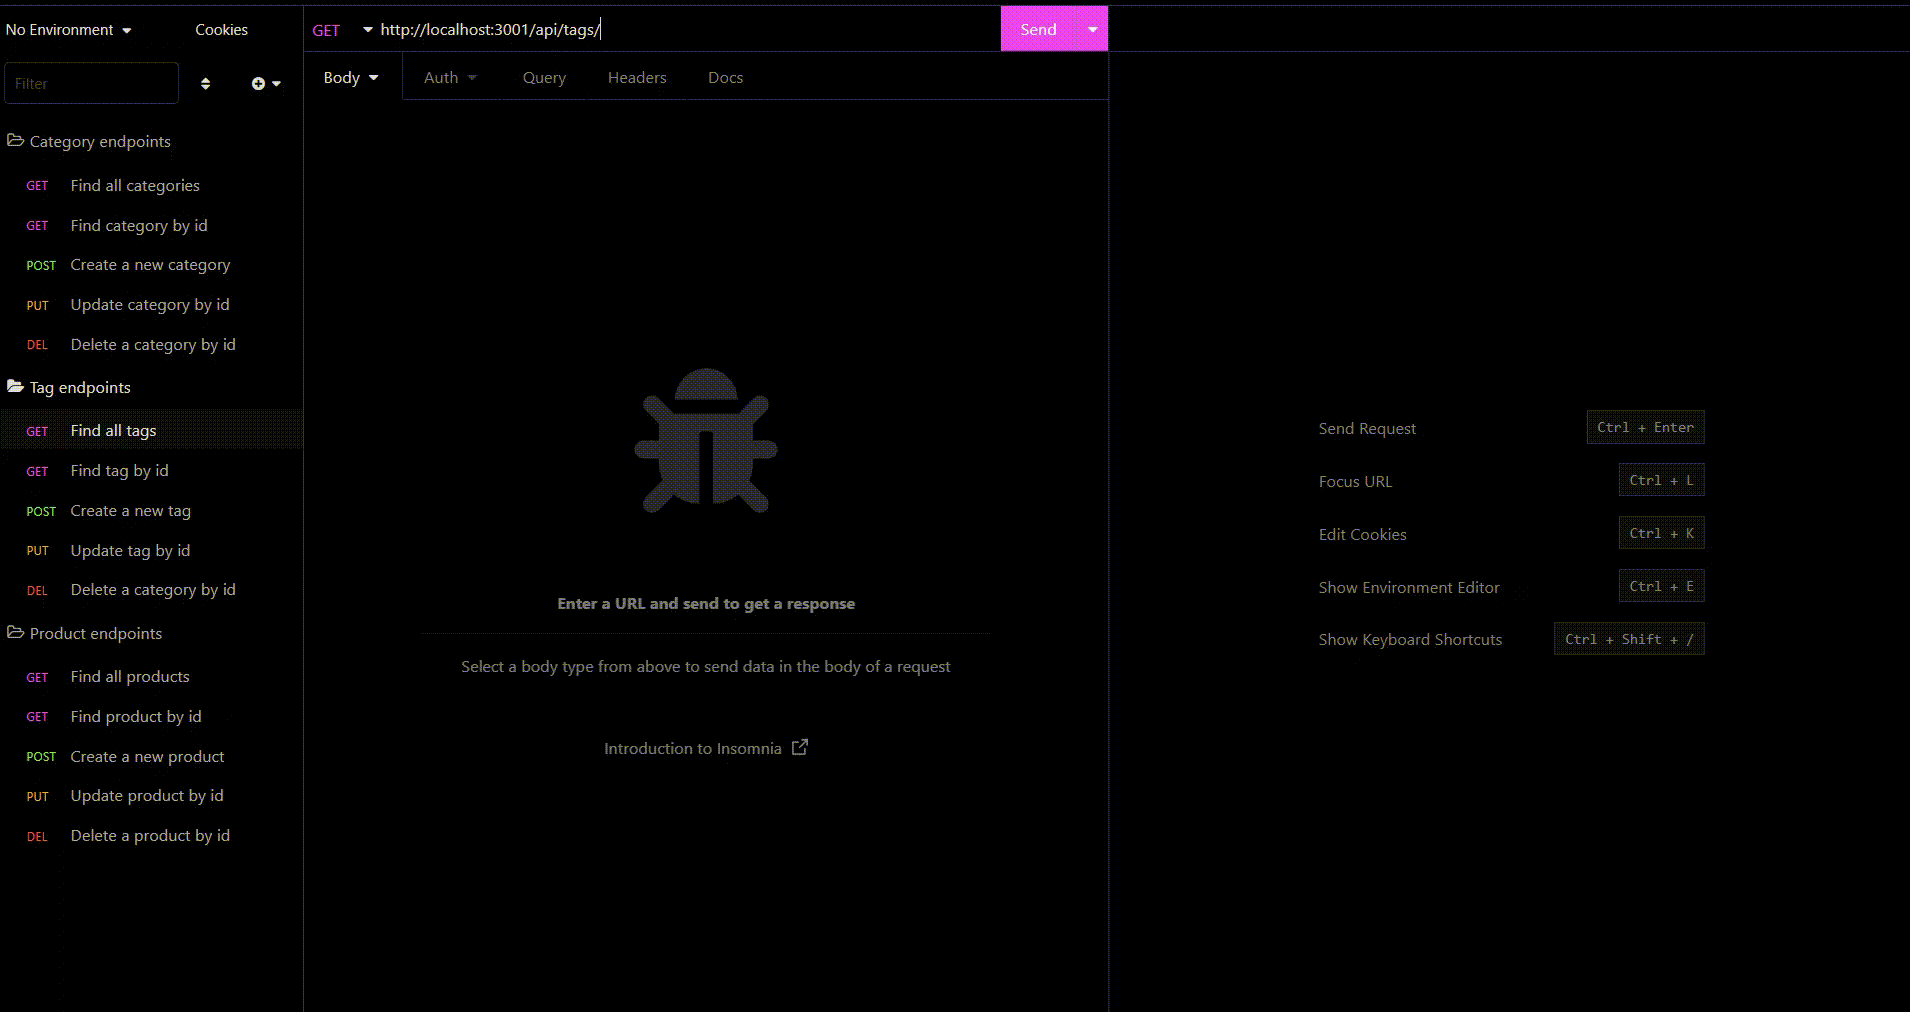 No Environment
Cookies
Filter
Category endpoints
GET Find all categories
GET Find category by id
POST Create a new category
PUT Update category by id
DEL Delete a category by id
Tag endpoints
GET Find all tags
GET Find tag by id
POST Create a new tag
PUT Update tag by id
DEL Delete a category by id
Product endpoints
GET Find all products
GET Find product by id
POST Create a new product
PUT Update product by id
DEL Delete a product by id
GET http://localhost:3001/api/tags/ Send
Body Auth Query Headers Docs
Enter a URL and send to get a response
Select a body type from above to send data in the body of a request
Introduction to Insomnia
Send Request Ctrl + Enter
Focus URL Ctrl + L
Edit Cookies Ctrl + K
Show Environment Editor Ctrl + E
Show Keyboard Shortcuts Ctrl + Shift + /